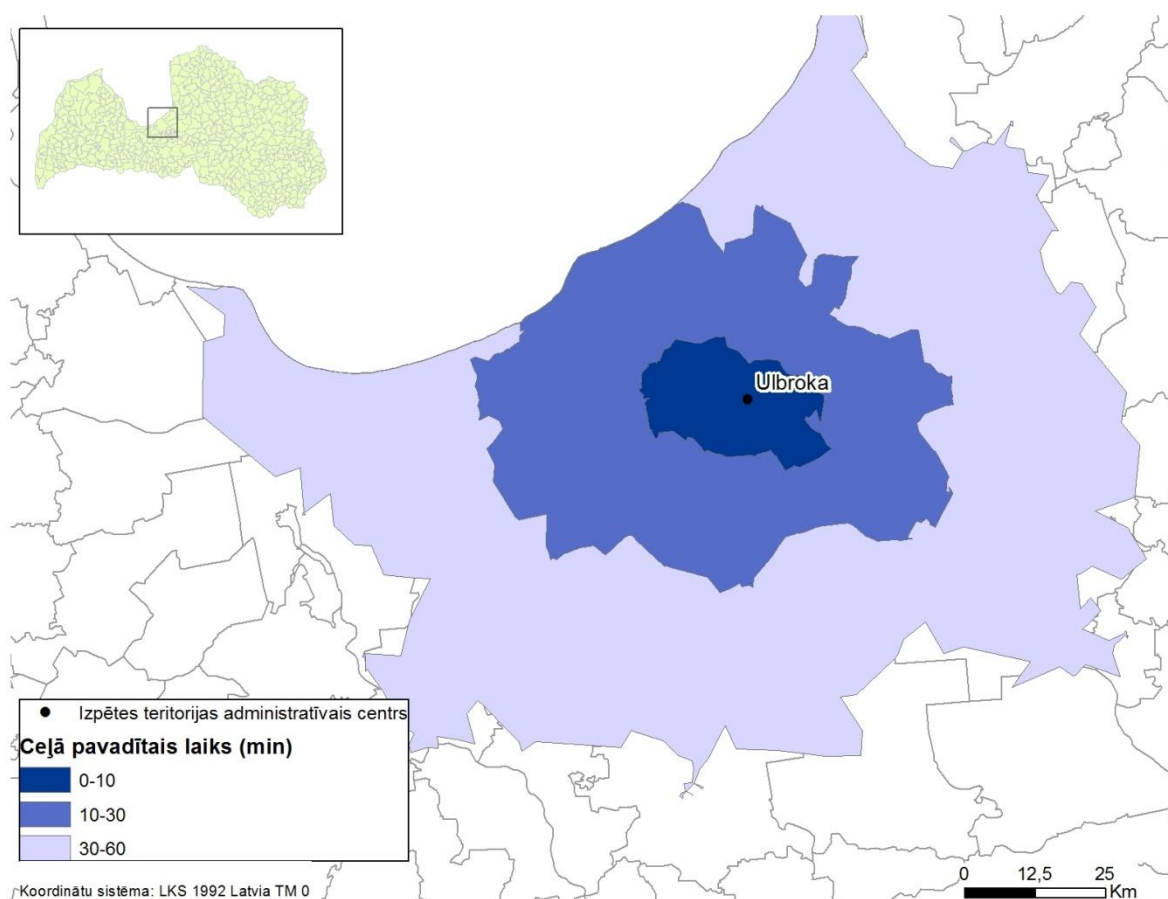 Ulbroka
Izpētes teritorijas administratīvais centrs
Ceļā pavadītais laiks (min)
0-10
10-30
30-60
Koordinātu sistēma: LKS 1992 Latvia TM 0
0 12,5 25
Km